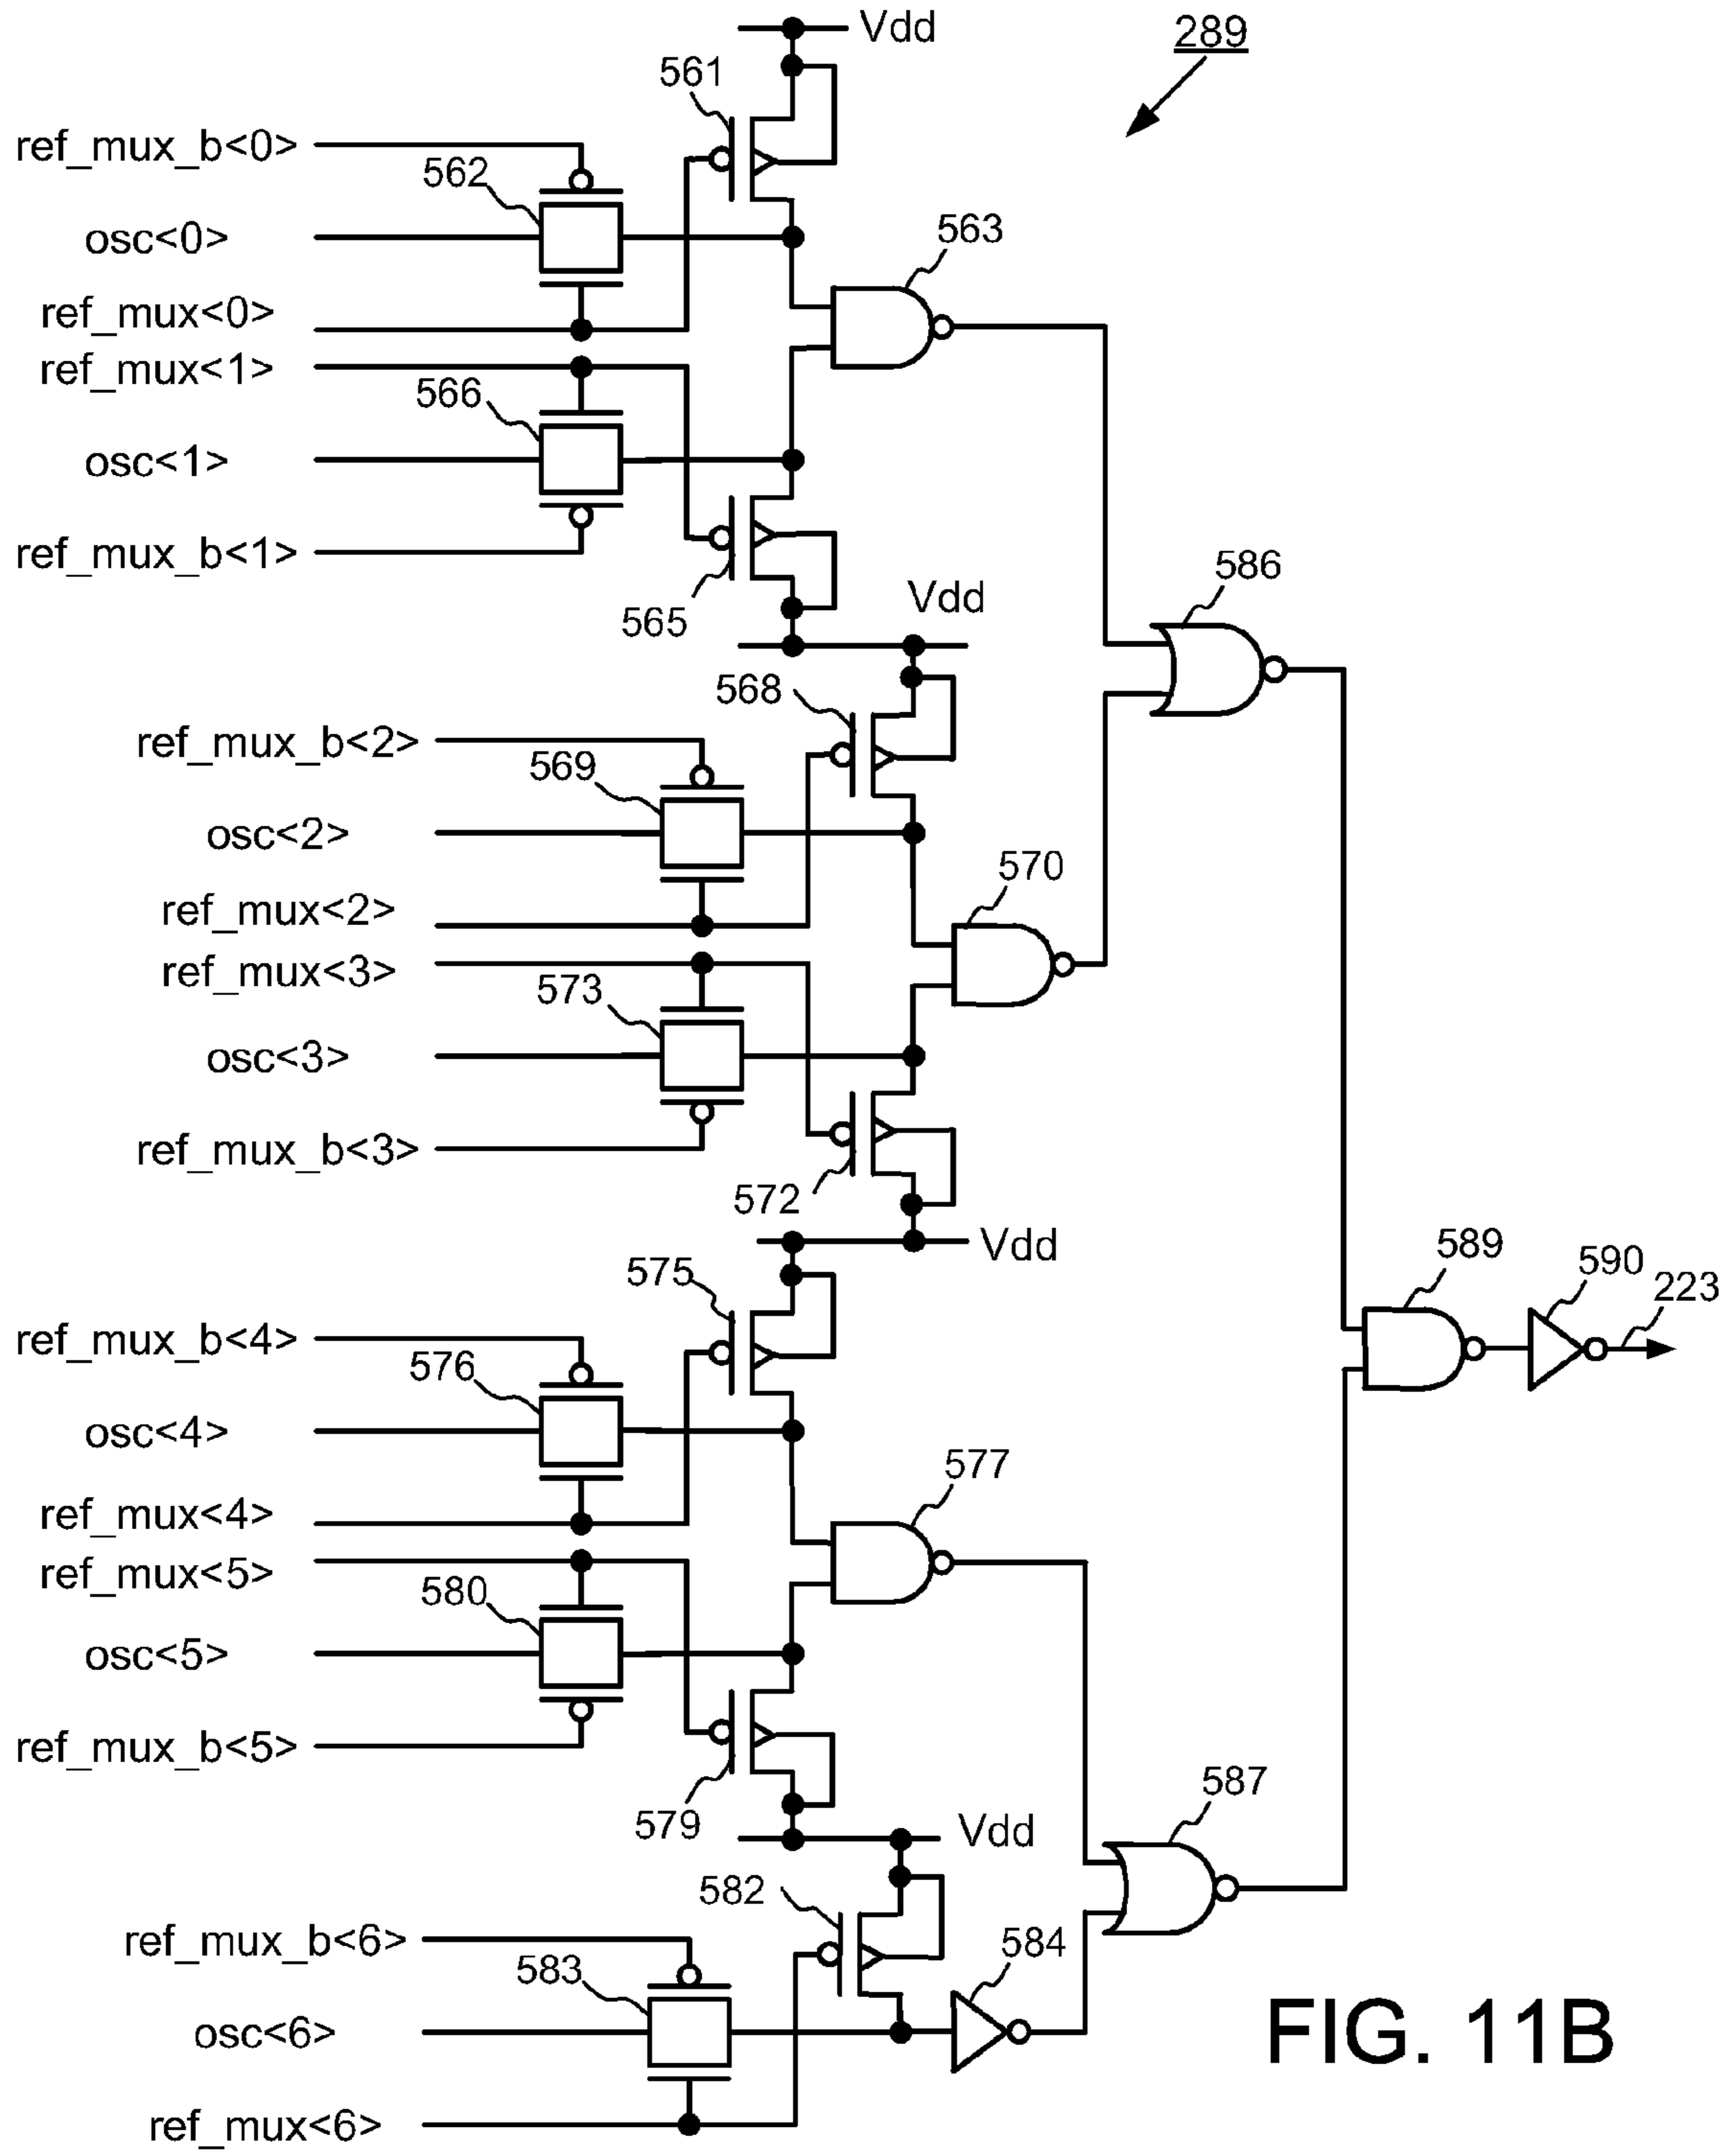 Vdd
289
561
ref_mux_b<0>
562
osc<0>
563
ref_mux<0>
ref_mux<1>
566
osc<1>
ref_mux_b<1>
565
Vdd
586
568
ref_mux_b<2>
569
osc<2>
570
ref_mux<2>
ref_mux<3>
573
osc<3>
ref_mux_b<3>
572
Vdd
589
590
223
575
ref_mux_b<4>
576
osc<4>
577
ref_mux<4>
ref_mux<5>
580
osc<5>
ref_mux_b<5>
579
587
Vdd
582
ref_mux_b<6>
584
583
osc<6>
ref_mux<6>
FIG. 11B